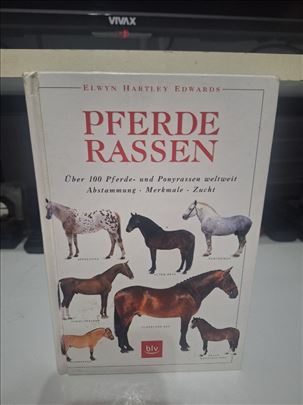 VIVAX
ELWYN HARTLEY EDWARDS
PFERDE
RASSEN
Über 100 Pferde- und Ponyrassen weltweit
Abstammung · Merkmale · Zucht
blv